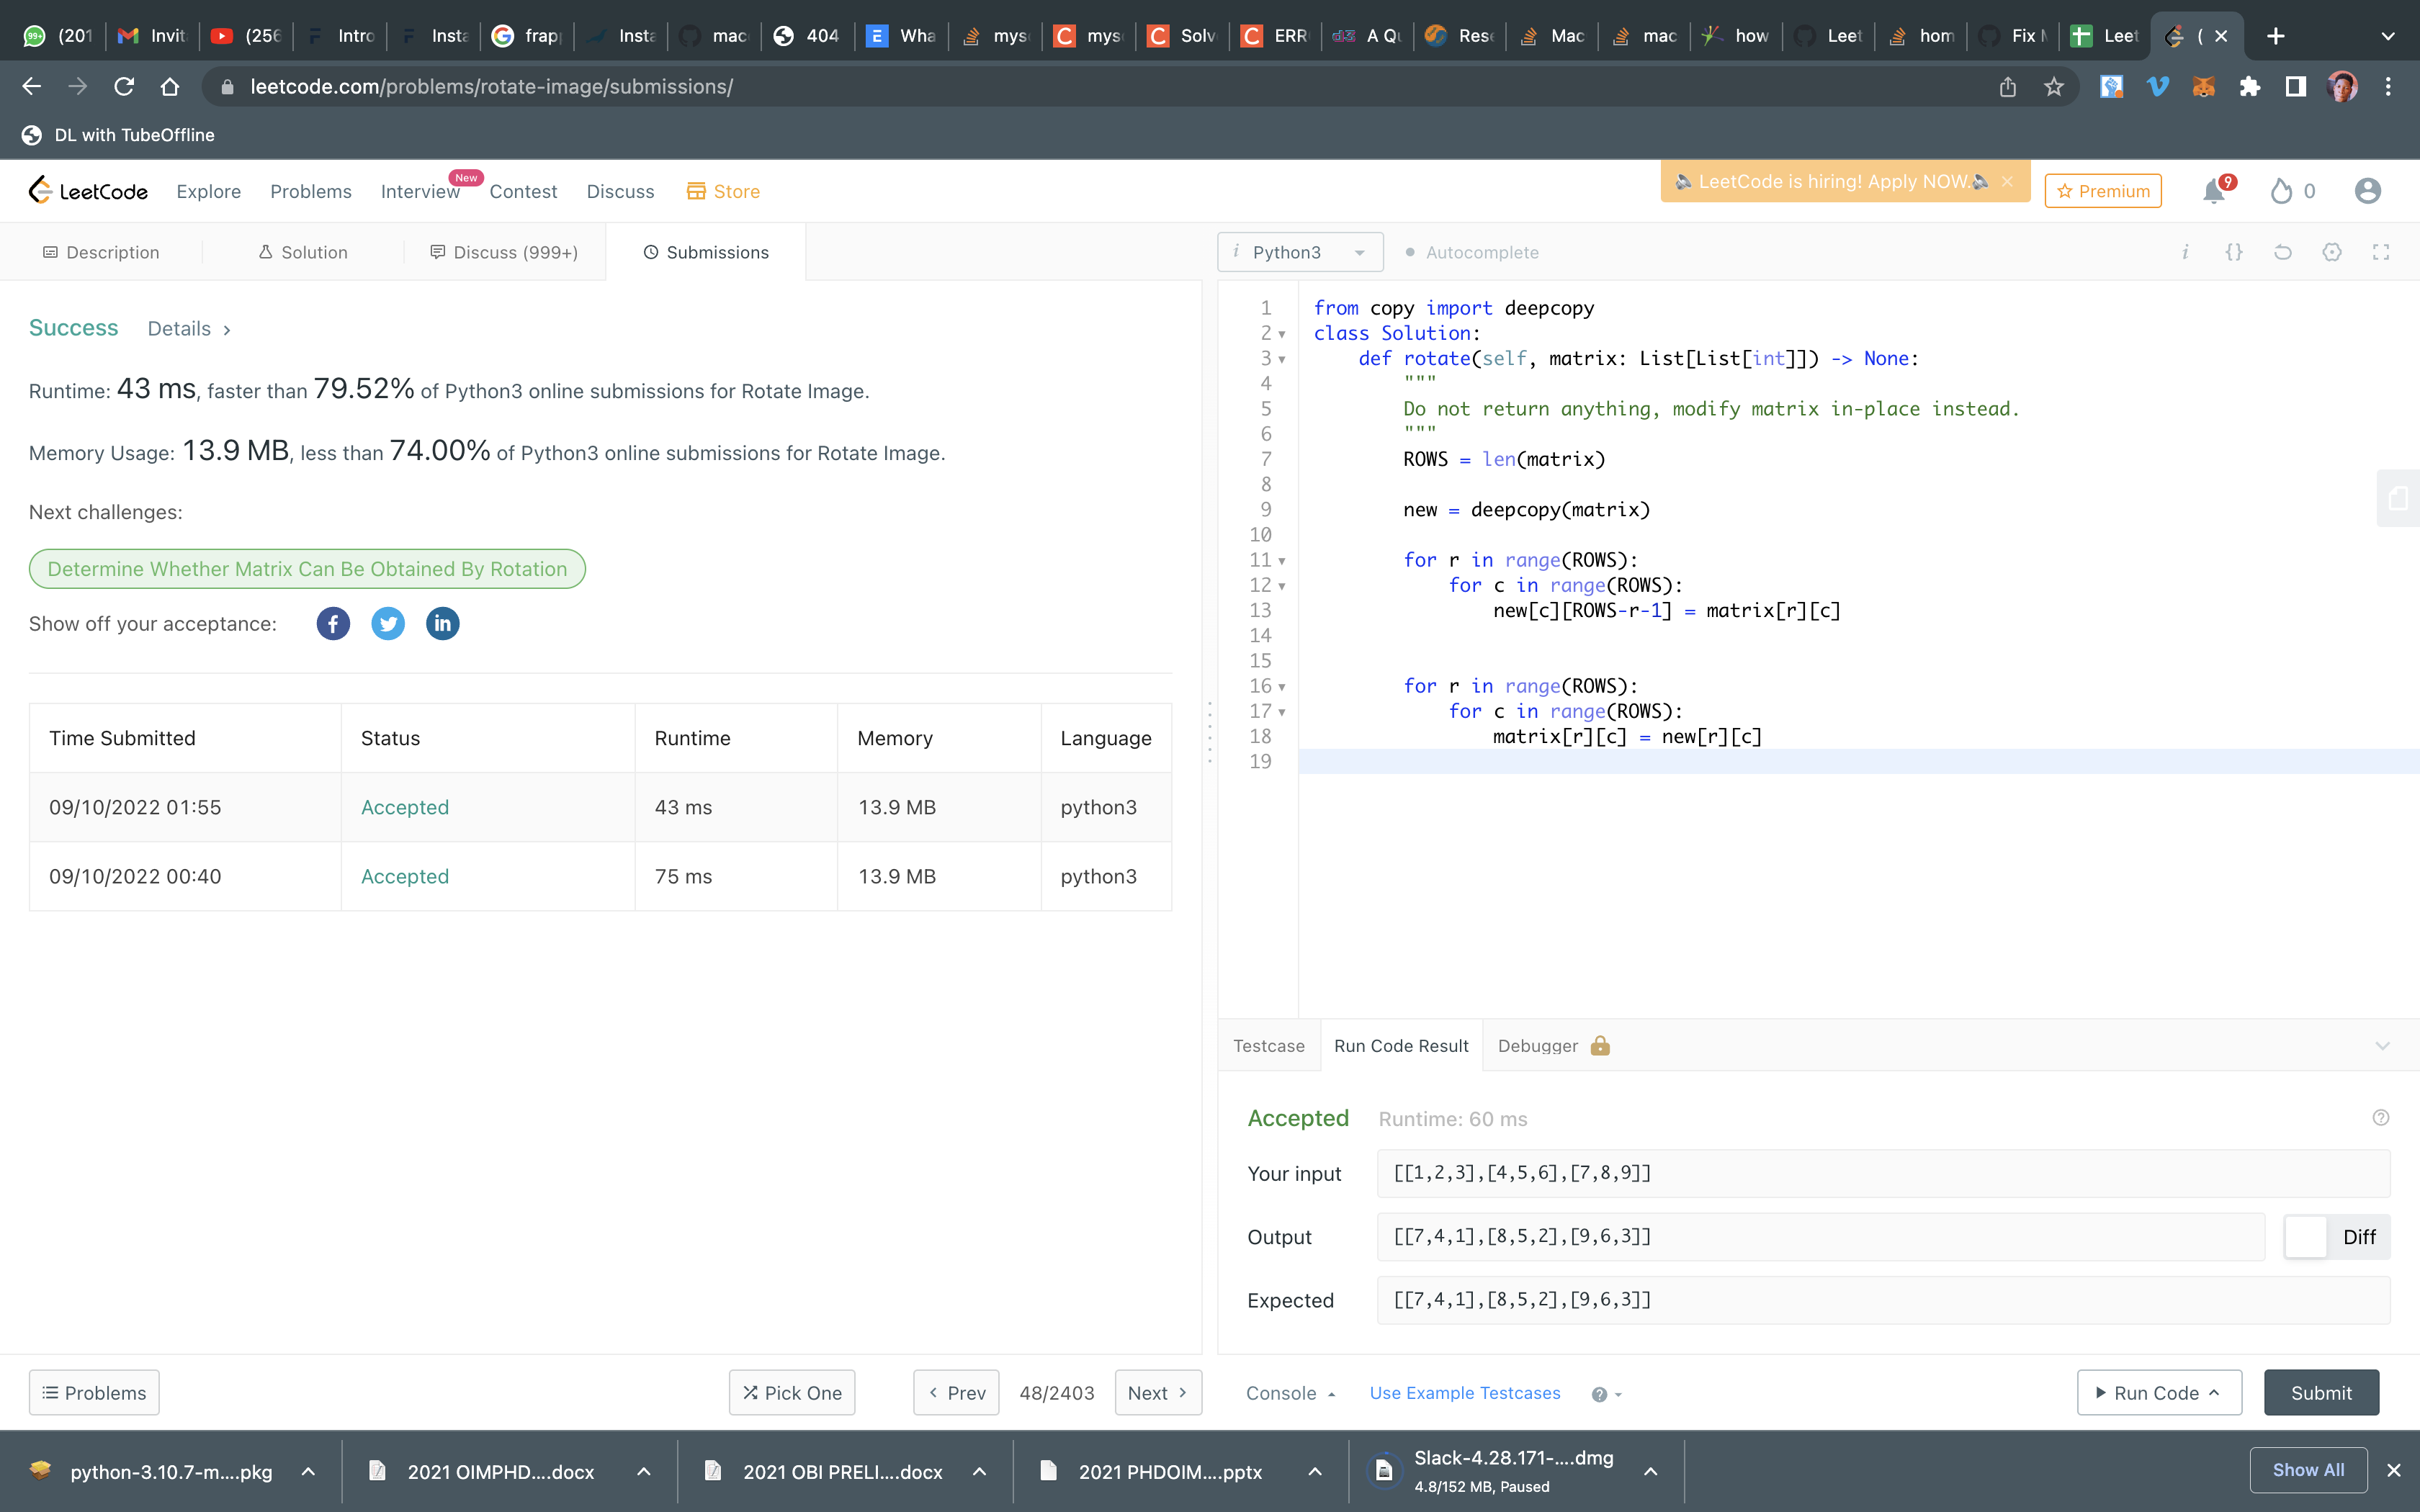 (201
Invit
(256
Intro
Insta
frap
Insta
mac
404
Wha
mys
mys
Solv
ERR
A Qu
Rese
Mac
mac
how
Leet
hom
Fix
Leet
(
leetcode.com/problems/rotate-image/submissions/
DL with TubeOffline
LeetCode Explore Problems Interview New Contest Discuss Store
LeetCode is hiring! Apply NOW.
Premium
9
0
Description Solution Discuss (999+) Submissions
i Python3 Autocomplete
Success Details
Runtime: 43 ms, faster than 79.52% of Python3 online submissions for Rotate Image.
Memory Usage: 13.9 MB, less than 74.00% of Python3 online submissions for Rotate Image.
Next challenges:
Determine Whether Matrix Can Be Obtained By Rotation
Show off your acceptance:
Time Submitted Status Runtime Memory Language
09/10/2022 01:55 Accepted 43 ms 13.9 MB python3
09/10/2022 00:40 Accepted 75 ms 13.9 MB python3
1 from copy import deepcopy
2 class Solution:
3 def rotate(self, matrix: List[List[int]]) -> None:
4 """
5 Do not return anything, modify matrix in-place instead.
6 """
7 ROWS = len(matrix)
8
9 new = deepcopy(matrix)
10
11 for r in range(ROWS):
12 for c in range(ROWS):
13 new[c][ROWS-r-1] = matrix[r][c]
14
15
16 for r in range(ROWS):
17 for c in range(ROWS):
18 matrix[r][c] = new[r][c]
19
Testcase Run Code Result Debugger
Accepted Runtime: 60 ms
Your input [[1,2,3],[4,5,6],[7,8,9]]
Output [[7,4,1],[8,5,2],[9,6,3]] Diff
Expected [[7,4,1],[8,5,2],[9,6,3]]
Problems Pick One Prev 48/2403 Next Console Use Example Testcases Run Code Submit
python-3.10.7-m....pkg
2021 OIMPHD....docx
2021 OBI PRELI....docx
2021 PHDOIM....pptx
Slack-4.28.171-....dmg
4.8/152 MB, Paused
Show All